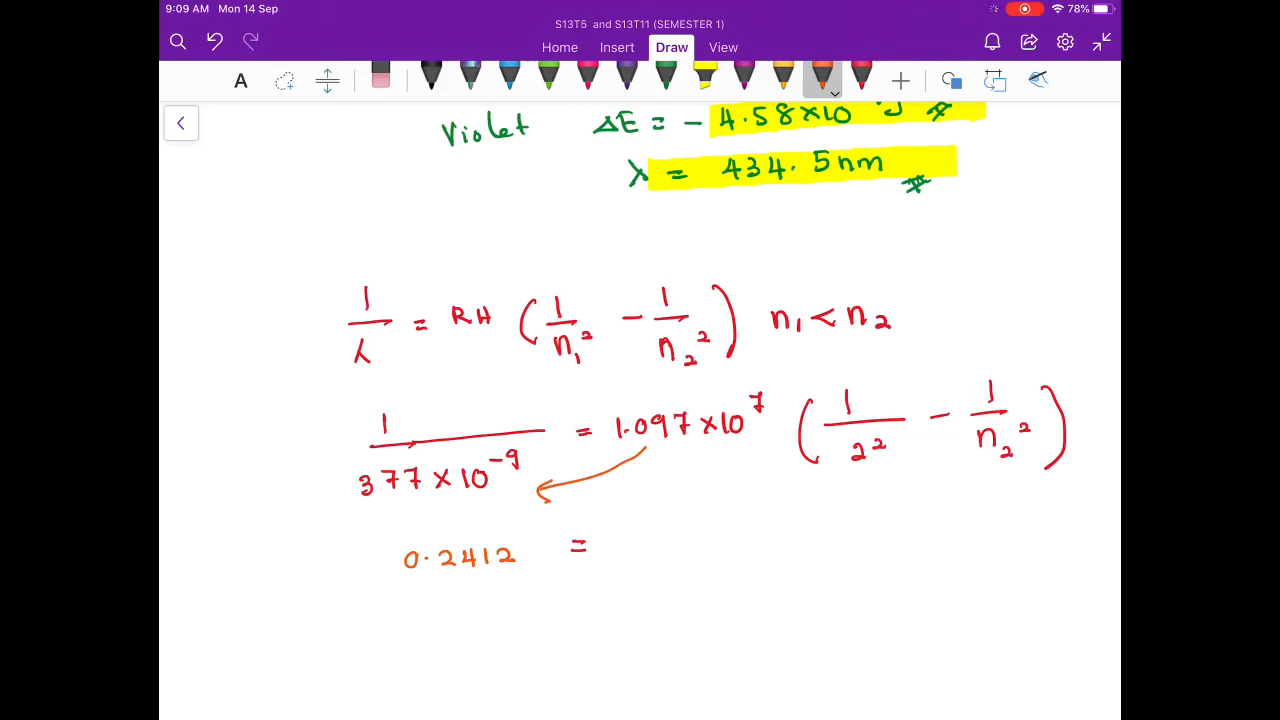 9:09 AM Mon 14 Sep
78%
S13T5 and S13T11 (SEMESTER 1)
Home Insert Draw View
A
Violet ΔE = - 4.58×10 J
λ = 434.5nm
1/λ = RH (1/n₁² - 1/n₂²) n₁ < n₂
1/(377×10⁻⁹) = 1.097×10⁷ (1/2² - 1/n₂²)
0.2412 =